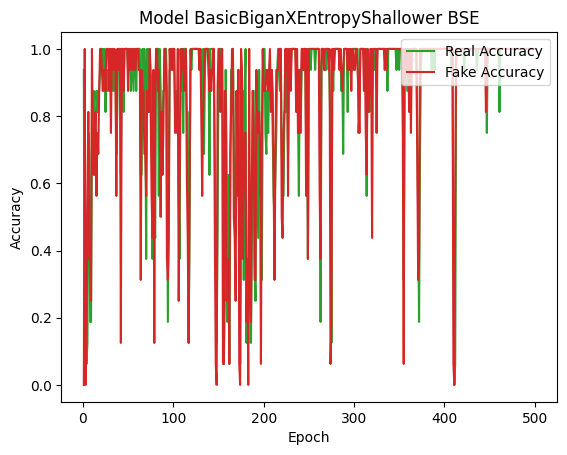 Model BasicBiganXEntropyShallower BSE
Real Accuracy
Fake Accuracy
Accuracy
1.0
0.8
0.6
0.4
0.2
0.0
0 100 200 300 400 500
Epoch